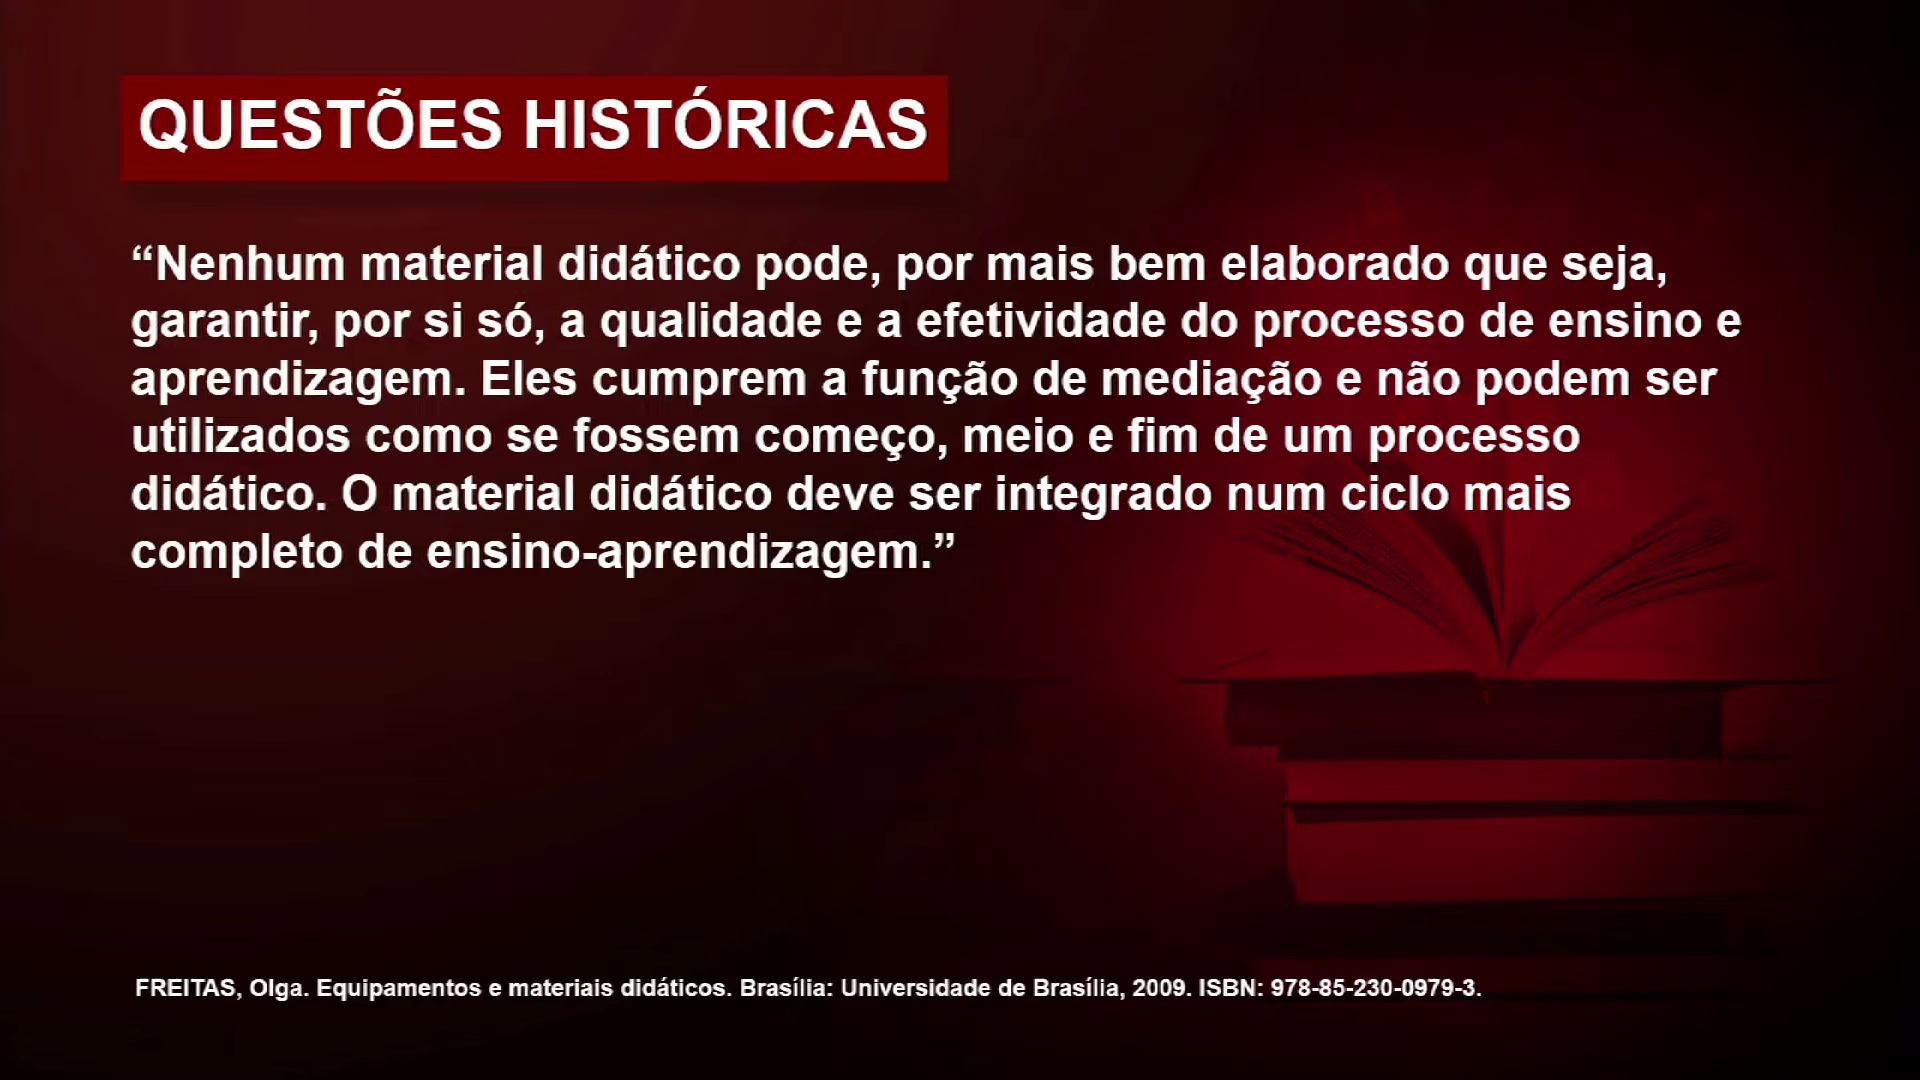 QUESTÕES HISTÓRICAS
“Nenhum material didático pode, por mais bem elaborado que seja,
garantir, por si só, a qualidade e a efetividade do processo de ensino e
aprendizagem. Eles cumprem a função de mediação e não podem ser
utilizados como se fossem começo, meio e fim de um processo
didático. O material didático deve ser integrado num ciclo mais
completo de ensino-aprendizagem.”
FREITAS, Olga. Equipamentos e materiais didáticos. Brasília: Universidade de Brasília, 2009. ISBN: 978-85-230-0979-3.